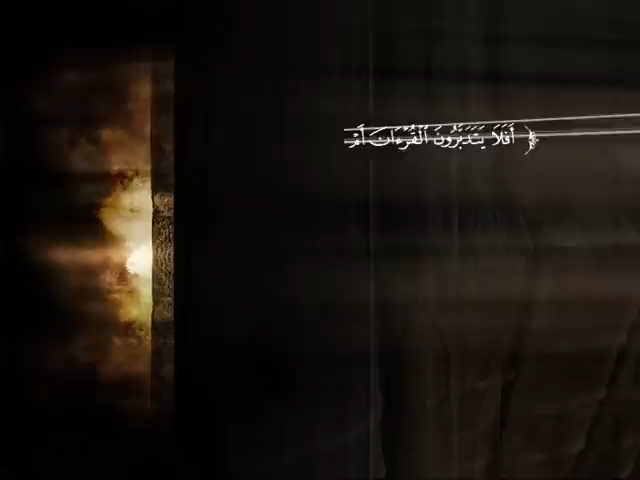 ﴿ أَفَلَا يَتَدَبَّرُونَ ٱلْقُرْءَانَ أَمْ